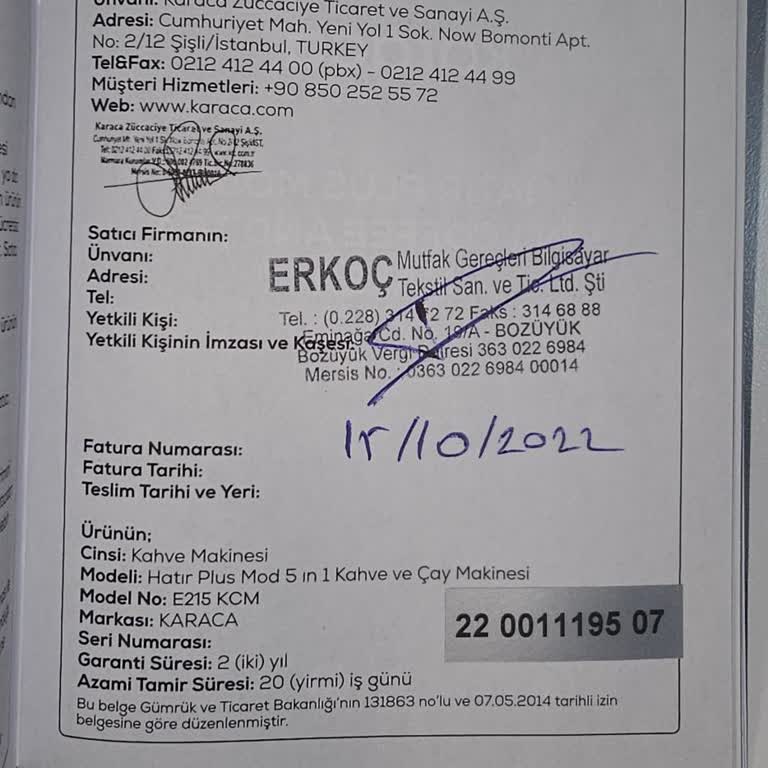 Ünvanı: Karaca Züccaciye Ticaret ve Sanayi A.Ş.
Adresi: Cumhuriyet Mah. Yeni Yol 1 Sok. Now Bomonti Apt.
No: 2/12 Şişli/İstanbul, TURKEY
Tel&Fax: 0212 412 44 00 (pbx) - 0212 412 44 99
Müşteri Hizmetleri: +90 850 252 55 72
Web: www.karaca.com
Karaca Züccaciye Ticaret ve Sanayi A.Ş.
Satıcı Firmanın:
Ünvanı:
Adresi:
Tel:
Yetkili Kişi:
Yetkili Kişinin İmzası ve Kaşesi:
ERKOÇ Mutfak Gereçleri Bilgisayar
Tekstil San. ve Tic. Ltd. Şti
Tel. : (0.228) 314 72 72 Faks : 314 68 88
Eminağa Cd. No. 19/A - BOZÜYÜK
Bozüyük Vergi Dairesi 363 022 6984
Mersis No. : 0363 022 6984 00014
Fatura Numarası:
Fatura Tarihi:
Teslim Tarihi ve Yeri:
/10/2022
Ürünün;
Cinsi: Kahve Makinesi
Modeli: Hatır Plus Mod 5 ın 1 Kahve ve Çay Makinesi
Model No: E215 KCM
Markası: KARACA
Seri Numarası:
22 0011195 07
Garanti Süresi: 2 (iki) yıl
Azami Tamir Süresi: 20 (yirmi) iş günü
Bu belge Gümrük ve Ticaret Bakanlığı'nın 131863 no'lu ve 07.05.2014 tarihli izin
belgesine göre düzenlenmiştir.